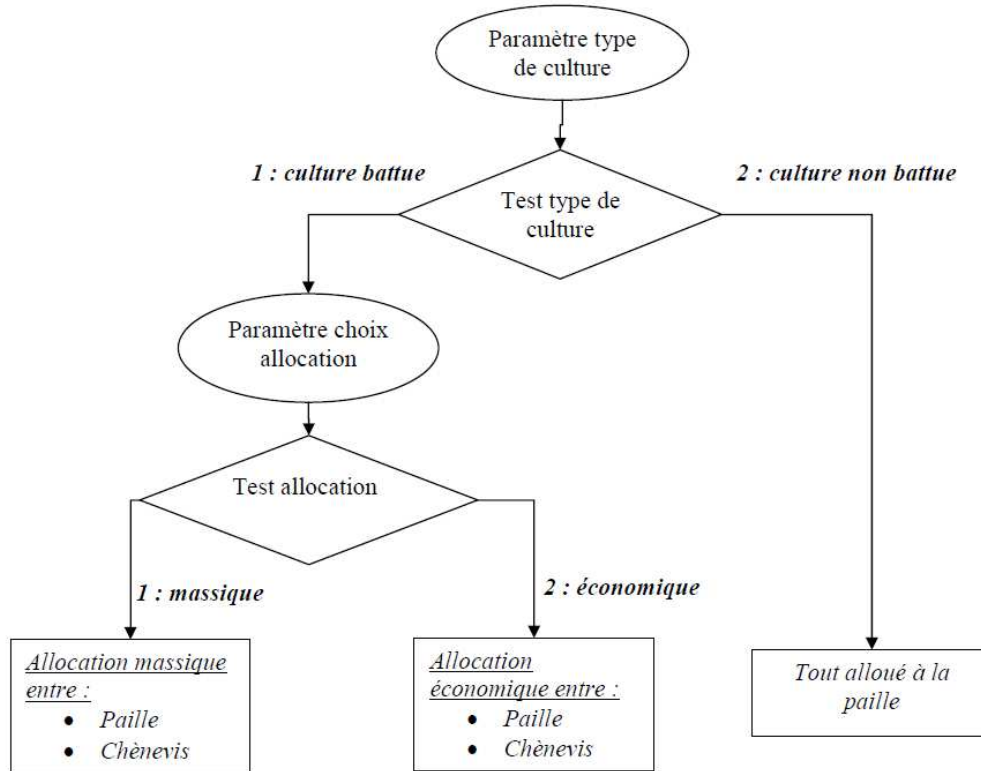 Paramètre type
de culture
1 : culture battue
2 : culture non battue
Test type de
culture
Paramètre choix
allocation
Test allocation
1 : massique
2 : économique
Allocation massique
entre :
• Paille
• Chènevis
Allocation
économique entre :
• Paille
• Chènevis
Tout alloué à la
paille